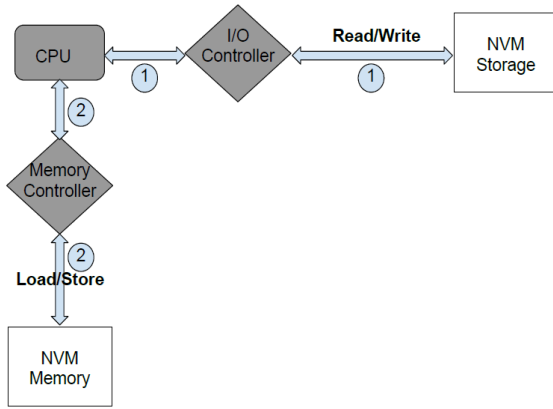 I/O
Controller
Read/Write
NVM
Storage
CPU
1
1
2
Memory
Controller
2
Load/Store
NVM
Memory